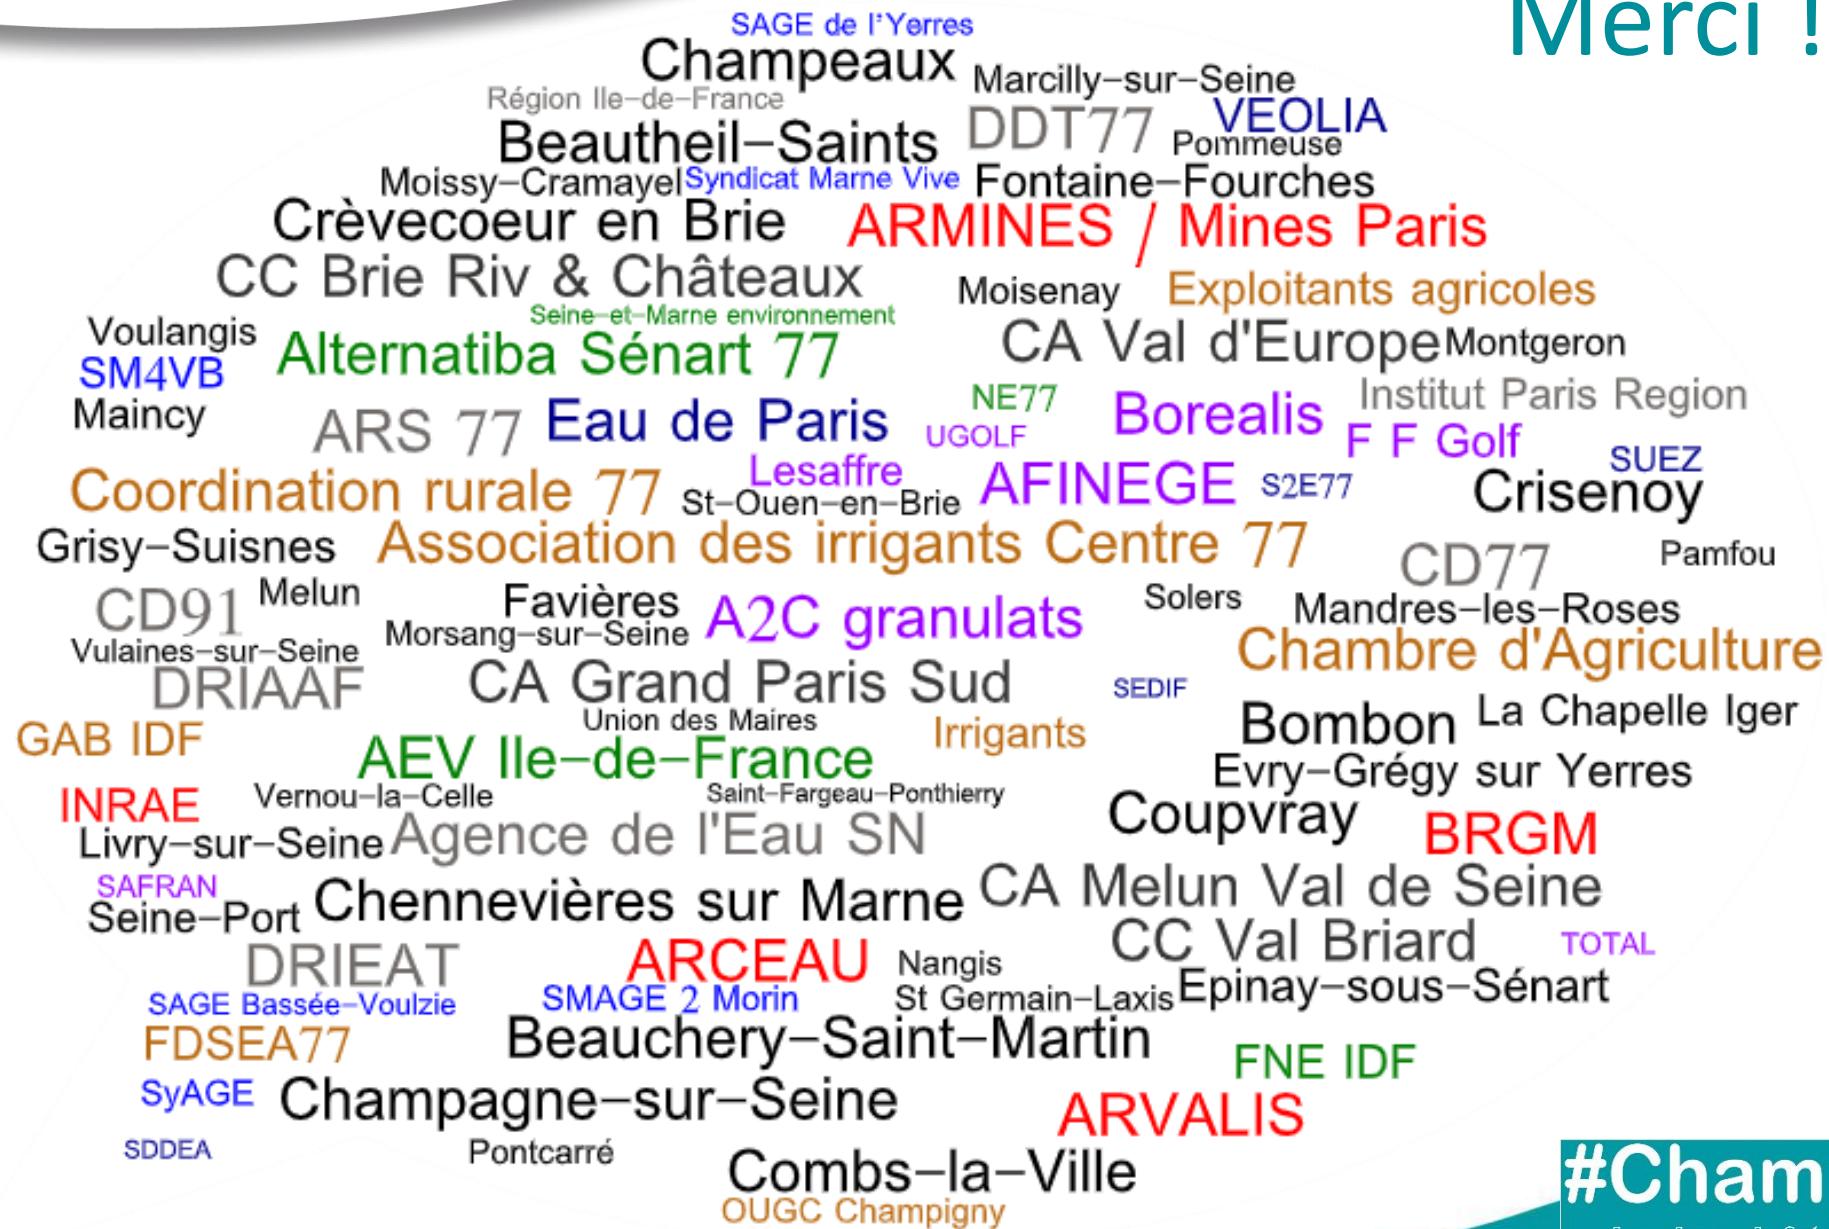 Merci !
SAGE de l'Yerres
Champeaux
Marcilly-sur-Seine
Région Ile-de-France
Beautheil-Saints
DDT77
VEOLIA
Pommeuse
Moissy-Cramayel
Syndicat Marne Vive
Fontaine-Fourches
Crèvecoeur en Brie
ARMINES / Mines Paris
CC Brie Riv & Châteaux
Moisenay
Exploitants agricoles
Seine-et-Marne environnement
Voulangis
Alternatiba Sénart 77
CA Val d'Europe
Montgeron
SM4VB
NE77
Institut Paris Region
Maincy
ARS 77
Eau de Paris
UGOLF
Borealis
F F Golf
SUEZ
Lesaffre
Coordination rurale 77
St-Ouen-en-Brie
AFINEGE
S2E77
Crisenoy
Grisy-Suisnes
Association des irrigants Centre 77
CD77
Pamfou
CD91
Melun
Favières
A2C granulats
Solers
Mandres-les-Roses
Morsang-sur-Seine
Vulaines-sur-Seine
Chambre d'Agriculture
DRIAAF
CA Grand Paris Sud
SEDIF
Union des Maires
Bombon
La Chapelle Iger
GAB IDF
Irrigants
AEV Ile-de-France
Evry-Grégy sur Yerres
INRAE
Vernou-la-Celle
Saint-Fargeau-Ponthierry
Coupvray
BRGM
Livry-sur-Seine
Agence de l'Eau SN
SAFRAN
CA Melun Val de Seine
Seine-Port
Chennevières sur Marne
CC Val Briard
TOTAL
DRIEAT
ARCEAU
Nangis
SAGE Bassée-Voulzie
SMAGE 2 Morin
St Germain-Laxis
Epinay-sous-Sénart
FDSEA77
Beauchery-Saint-Martin
FNE IDF
SyAGE
Champagne-sur-Seine
ARVALIS
SDDEA
Pontcarré
Combs-la-Ville
#Cham
OUGC Champigny